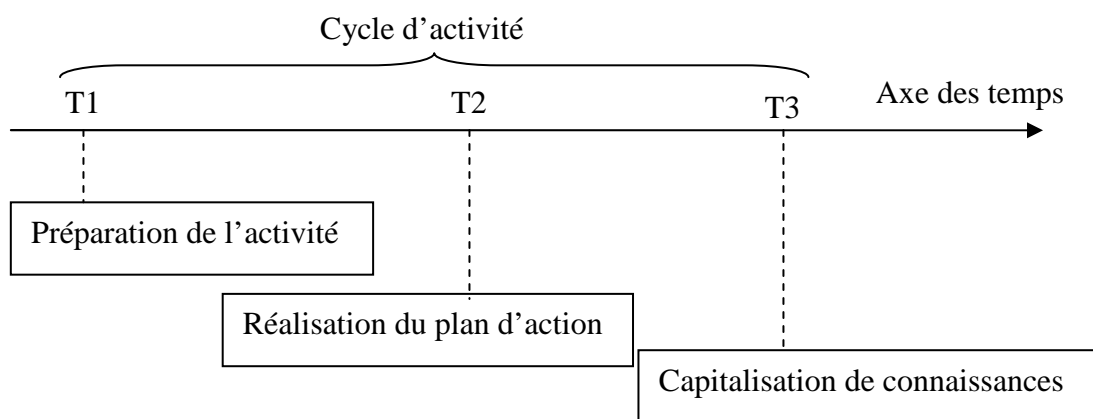 Cycle d’activité
T1
T2
T3
Axe des temps
Préparation de l’activité
Réalisation du plan d’action
Capitalisation de connaissances